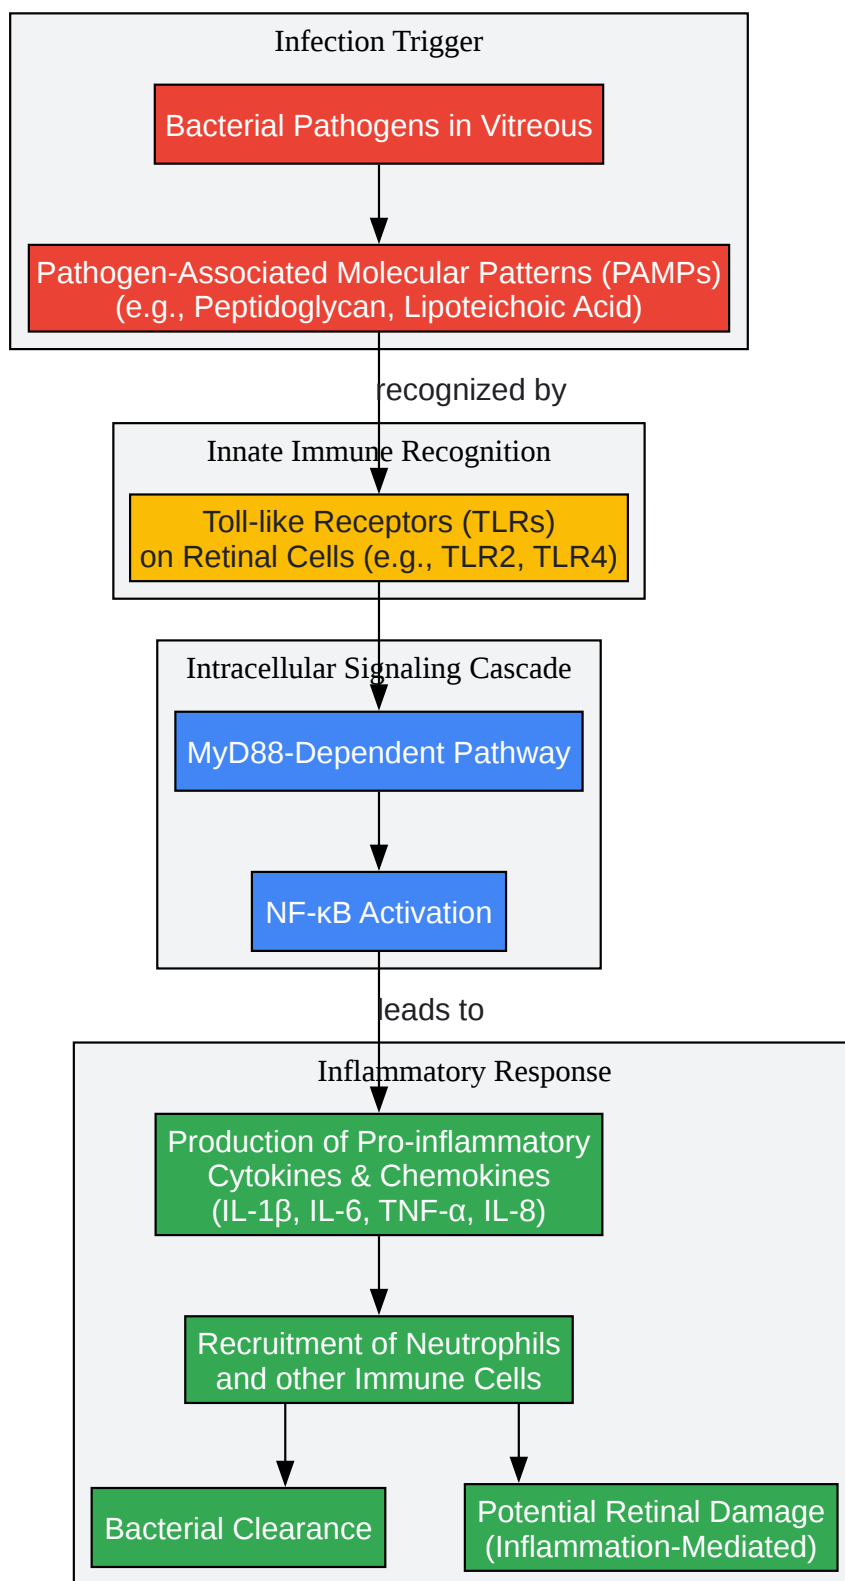 Infection Trigger
Bacterial Pathogens in Vitreous
Pathogen-Associated Molecular Patterns (PAMPs)
(e.g., Peptidoglycan, Lipoteichoic Acid)
recognized by
Innate Immune Recognition
Toll-like Receptors (TLRs)
on Retinal Cells (e.g., TLR2, TLR4)
Intracellular Signaling Cascade
MyD88-Dependent Pathway
NF-κB Activation
leads to
Inflammatory Response
Production of Pro-inflammatory
Cytokines & Chemokines
(IL-1β, IL-6, TNF-α, IL-8)
Recruitment of Neutrophils
and other Immune Cells
Bacterial Clearance
Potential Retinal Damage
(Inflammation-Mediated)